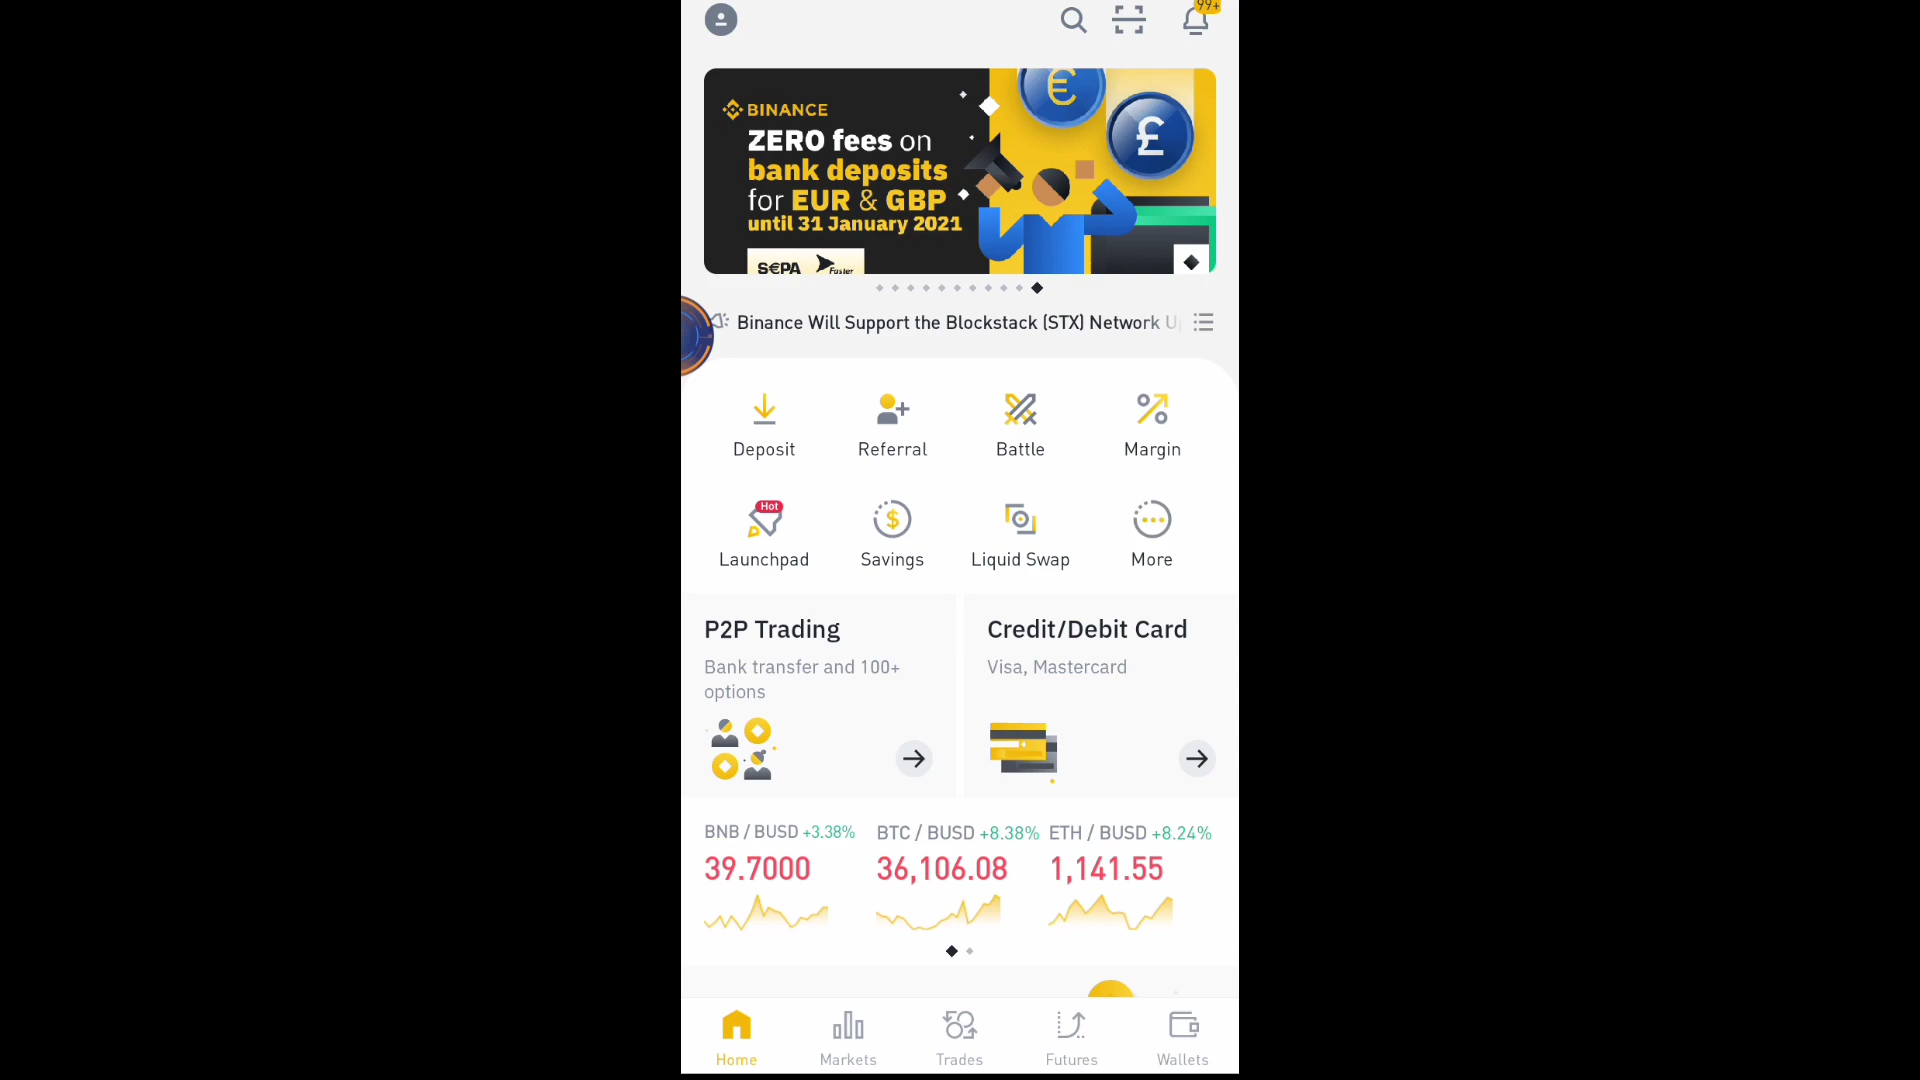 99+
BINANCE
ZERO fees on
bank deposits
for EUR & GBP
until 31 January 2021
S€PA Faster
Binance Will Support the Blockstack (STX) Network
Deposit Referral Battle Margin
Hot
Launchpad Savings Liquid Swap More
P2P Trading
Bank transfer and 100+
options
Credit/Debit Card
Visa, Mastercard
BNB / BUSD +3.38% BTC / BUSD +8.38% ETH / BUSD +8.24%
39.7000 36,106.08 1,141.55
Home Markets Trades Futures Wallets